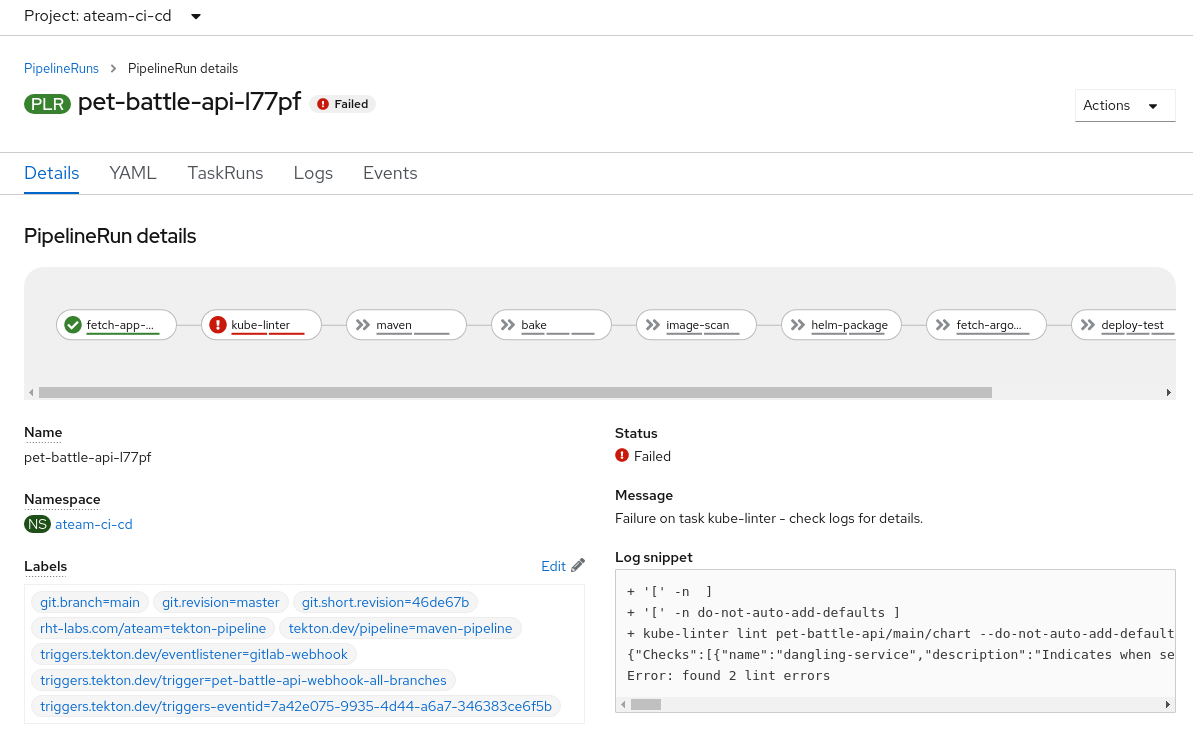 Project: ateam-ci-cd
PipelineRuns > PipelineRun details
PLR pet-battle-api-l77pf Failed
Actions
Details YAML TaskRuns Logs Events
PipelineRun details
fetch-app-... kube-linter maven bake image-scan helm-package fetch-argo... deploy-test
Name
pet-battle-api-l77pf
Namespace
NS ateam-ci-cd
Labels Edit
git.branch=main git.revision=master git.short.revision=46de67b
rht-labs.com/ateam=tekton-pipeline tekton.dev/pipeline=maven-pipeline
triggers.tekton.dev/eventlistener=gitlab-webhook
triggers.tekton.dev/trigger=pet-battle-api-webhook-all-branches
triggers.tekton.dev/triggers-eventid=7a42e075-9935-4d44-a6a7-346383ce6f5b
Status
Failed
Message
Failure on task kube-linter - check logs for details.
Log snippet
+ '[' -n  ]
+ '[' -n do-not-auto-add-defaults ]
+ kube-linter lint pet-battle-api/main/chart --do-not-auto-add-default
{"Checks":[{"name":"dangling-service","description":"Indicates when se
Error: found 2 lint errors